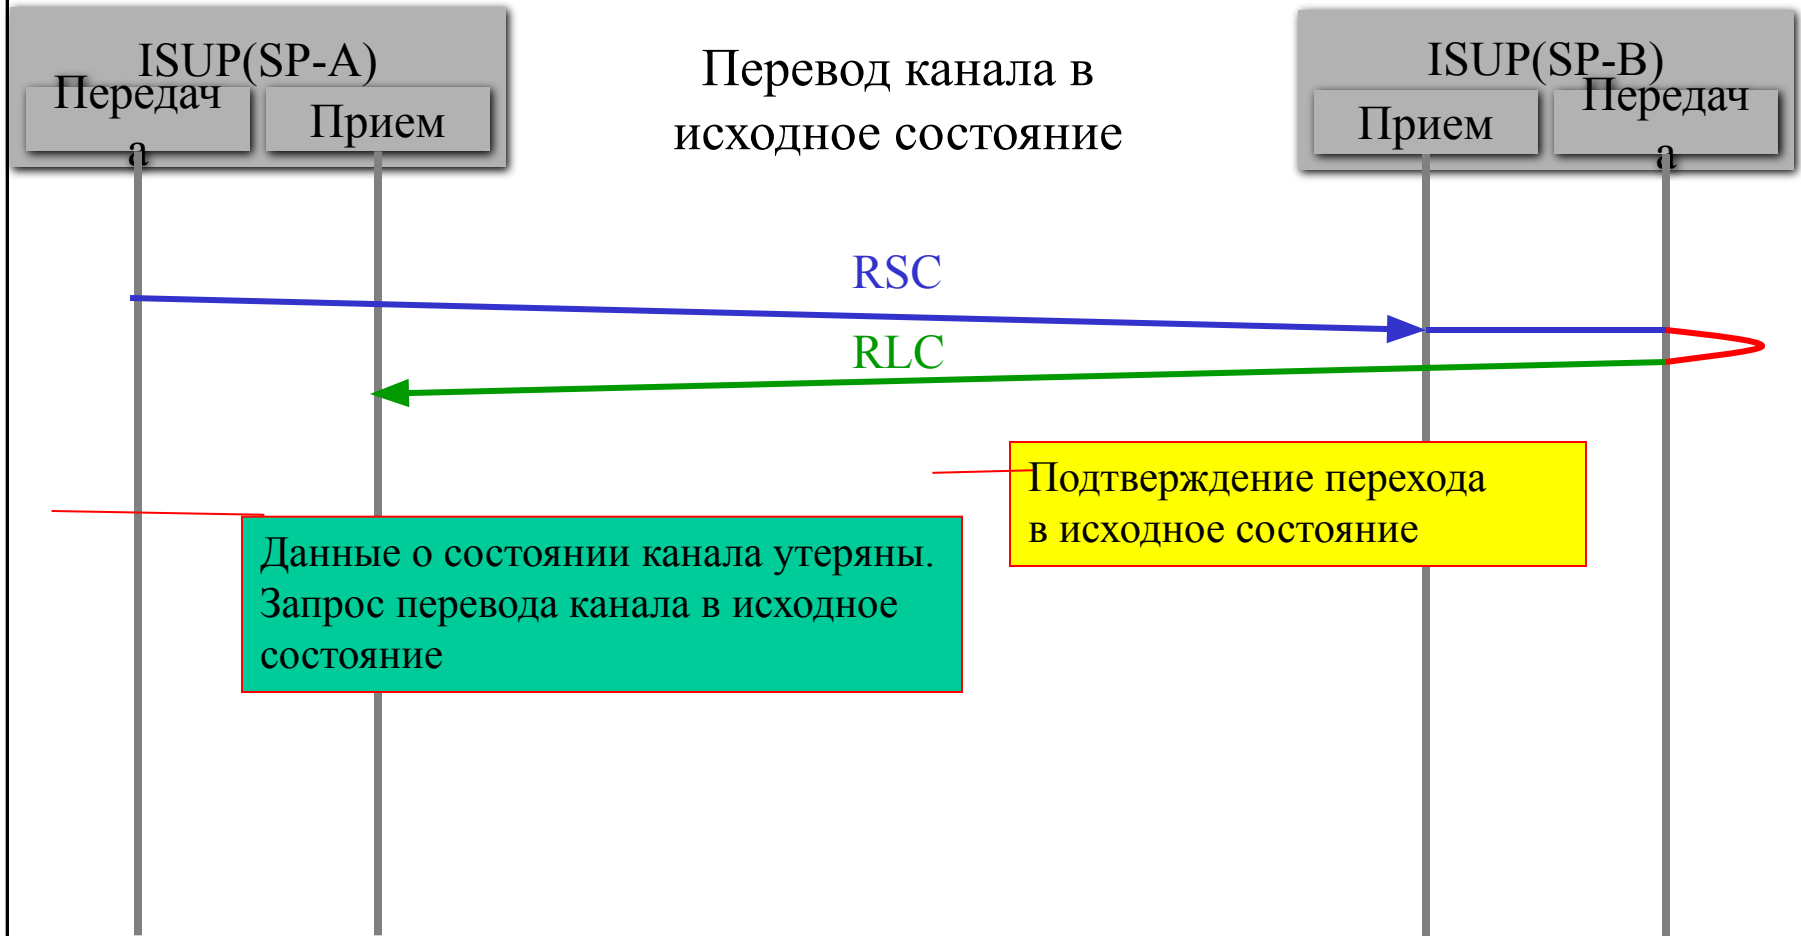 ISUP(SP-A)
Передач
а
Прием
Перевод канала в
исходное состояние
ISUP(SP-B)
Прием
Передач
а
RSC
RLC
Подтверждение перехода
в исходное состояние
Данные о состоянии канала утеряны.
Запрос перевода канала в исходное
состояние